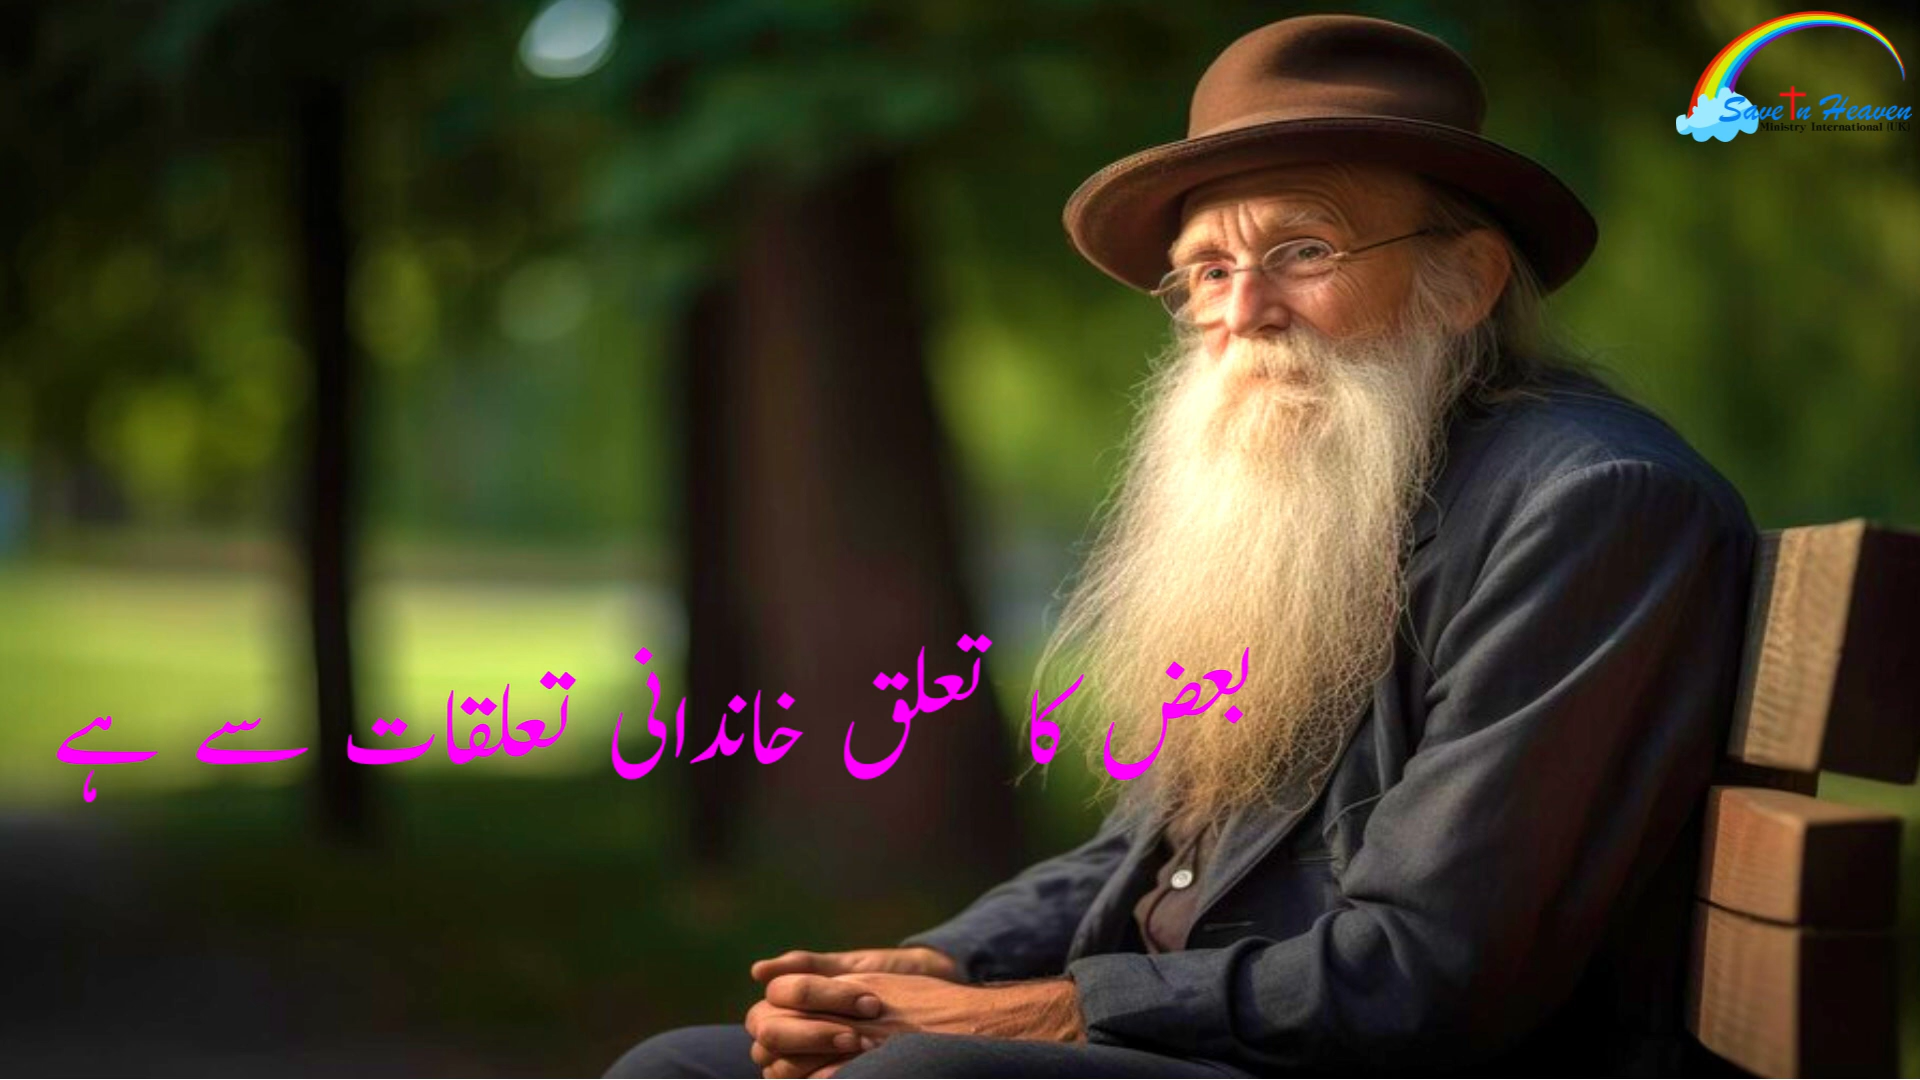 Save In Heaven
Ministry International (UK)
بعض کا تعلق خاندانی تعلقات سے ہے